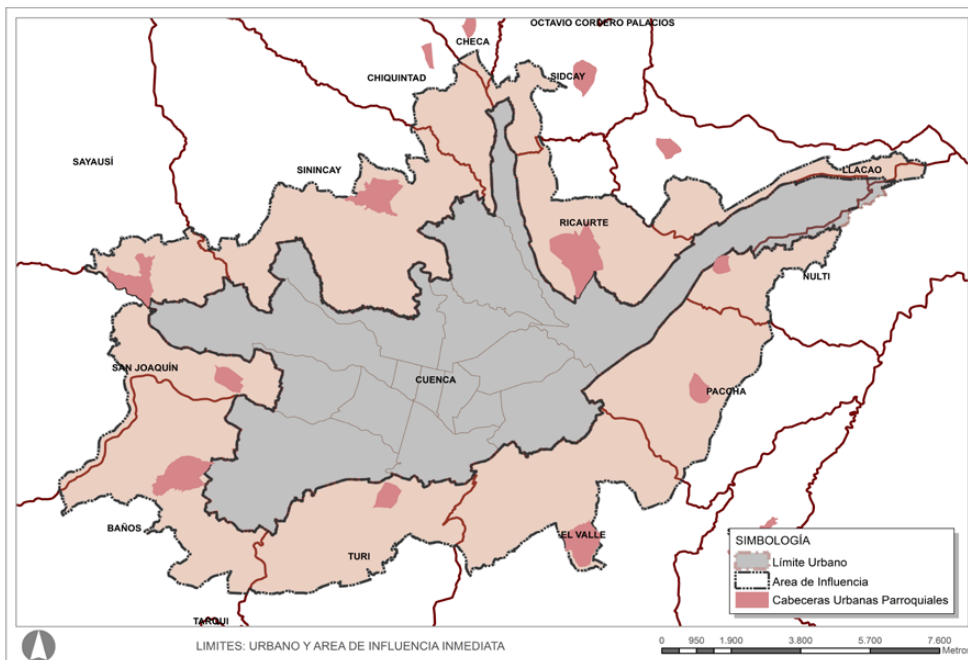 OCTAVIO CORDERO PALACIOS
CHECA
CHIQUINTAD
SIDCAY
SAYAUSÍ
SININCAY
LLACAO
RICAURTE
NULTI
SAN JOAQUÍN
CUENCA
PACCHA
BAÑOS
TURI
EL VALLE
TARQUI
SIMBOLOGÍA
Límite Urbano
Area de Influencia
Cabeceras Urbanas Parroquiales
LIMITES: URBANO Y AREA DE INFLUENCIA INMEDIATA
0 950 1.900 3.800 5.700 7.600
Metros